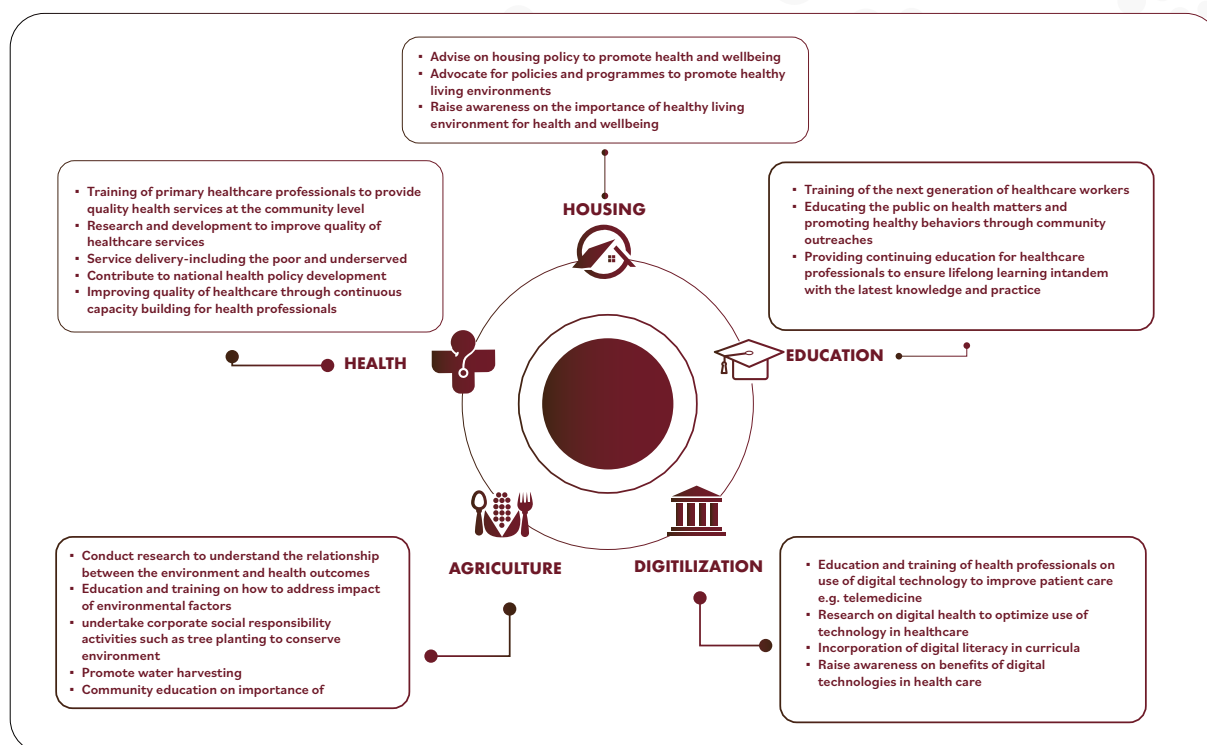 ▪ Advise on housing policy to promote health and wellbeing
▪ Advocate for policies and programmes to promote healthy
living environments
▪ Raise awareness on the importance of healthy living
environment for health and wellbeing
▪ Training of primary healthcare professionals to provide
quality health services at the community level
▪ Research and development to improve quality of
healthcare services
▪ Service delivery-including the poor and underserved
▪ Contribute to national health policy development
▪ Improving quality of healthcare through continuous
capacity building for health professionals
▪ Training of the next generation of healthcare workers
▪ Educating the public on health matters and
promoting healthy behaviors through community
outreaches
▪ Providing continuing education for healthcare
professionals to ensure lifelong learning intandem
with the latest knowledge and practice
HOUSING
HEALTH
EDUCATION
AGRICULTURE
DIGITILIZATION
▪ Conduct research to understand the relationship
between the environment and health outcomes
▪ Education and training on how to address impact
of environmental factors
▪ undertake corporate social responsibility
activities such as tree planting to conserve
environment
▪ Promote water harvesting
▪ Community education on importance of
▪ Education and training of health professionals on
use of digital technology to improve patient care
e.g. telemedicine
▪ Research on digital health to optimize use of
technology in healthcare
▪ Incorporation of digital literacy in curricula
▪ Raise awareness on benefits of digital
technologies in health care